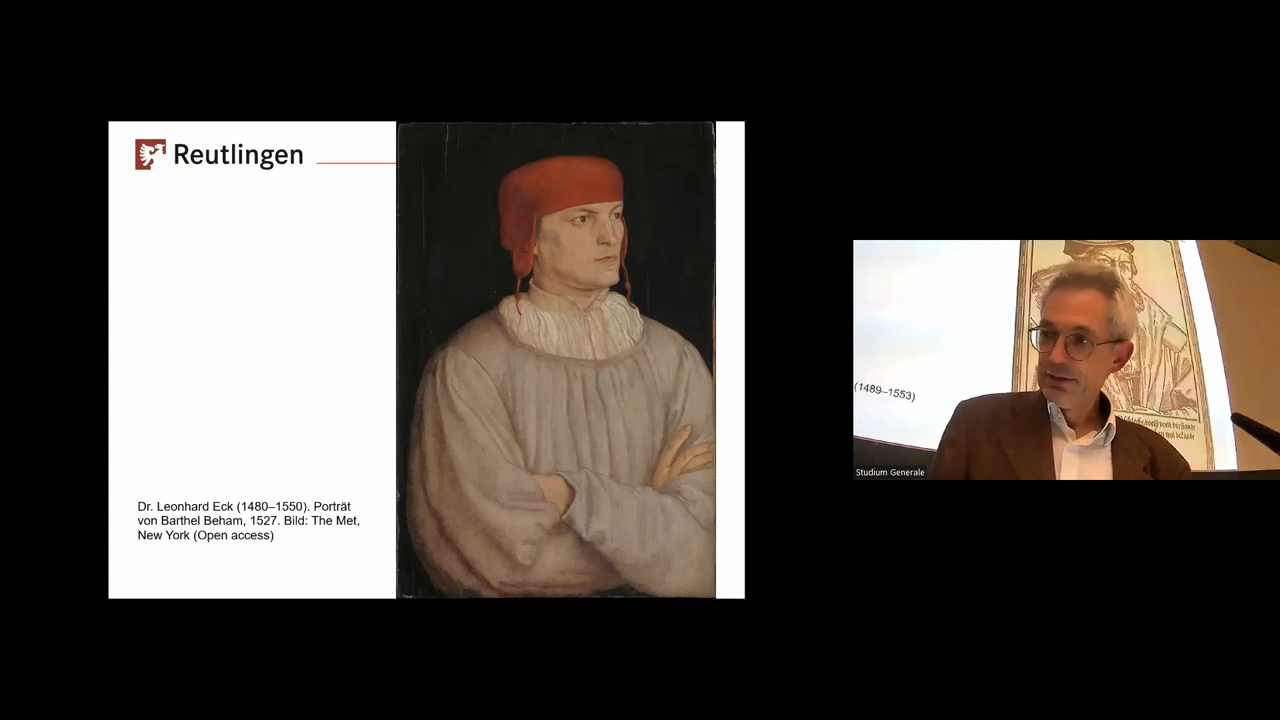 Reutlingen
Dr. Leonhard Eck (1480–1550). Porträt
von Barthel Beham, 1527. Bild: The Met,
New York (Open access)
(1489–1553)
Studium Generale